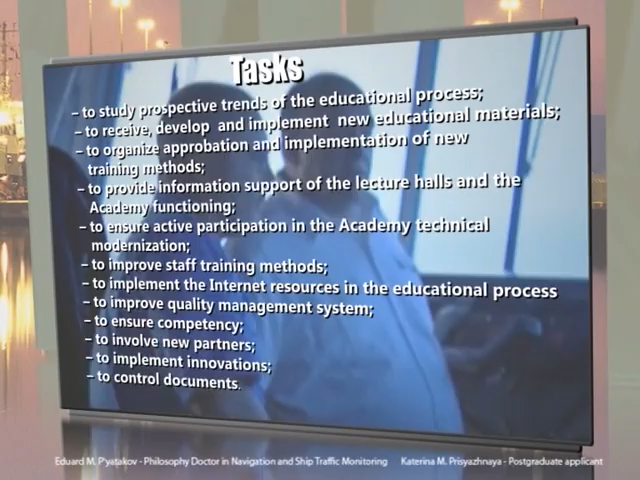 Tasks
– to study prospective trends of the educational process;
– to receive, develop and implement new educational materials;
– to organize approbation and implementation of new
training methods;
– to provide information support of the lecture halls and the
Academy functioning;
– to ensure active participation in the Academy technical
modernization;
– to improve staff training methods;
– to implement the Internet resources in the educational process
– to improve quality management system;
– to ensure competency;
– to involve new partners;
– to implement innovations;
– to control documents.
Eduard M. P'yatakov - Philosophy Doctor in Navigation and Ship Traffic Monitoring Katerina M. Prisyazhnaya - Postgraduate applicant